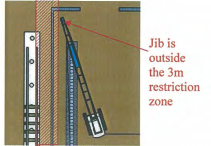 Jib is
outside
the 3m
restriction
zone